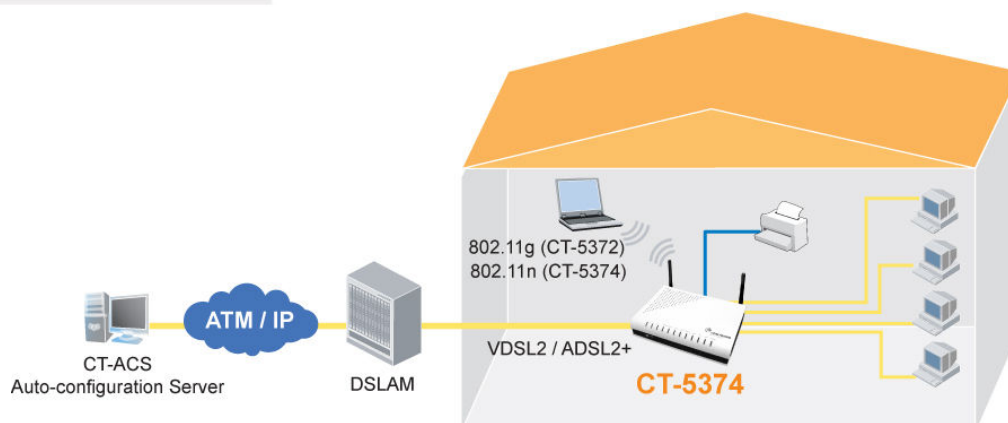 802.11g (CT-5372)
802.11n (CT-5374)
ATM / IP
CT-ACS
Auto-configuration Server
DSLAM
VDSL2 / ADSL2+
CT-5374